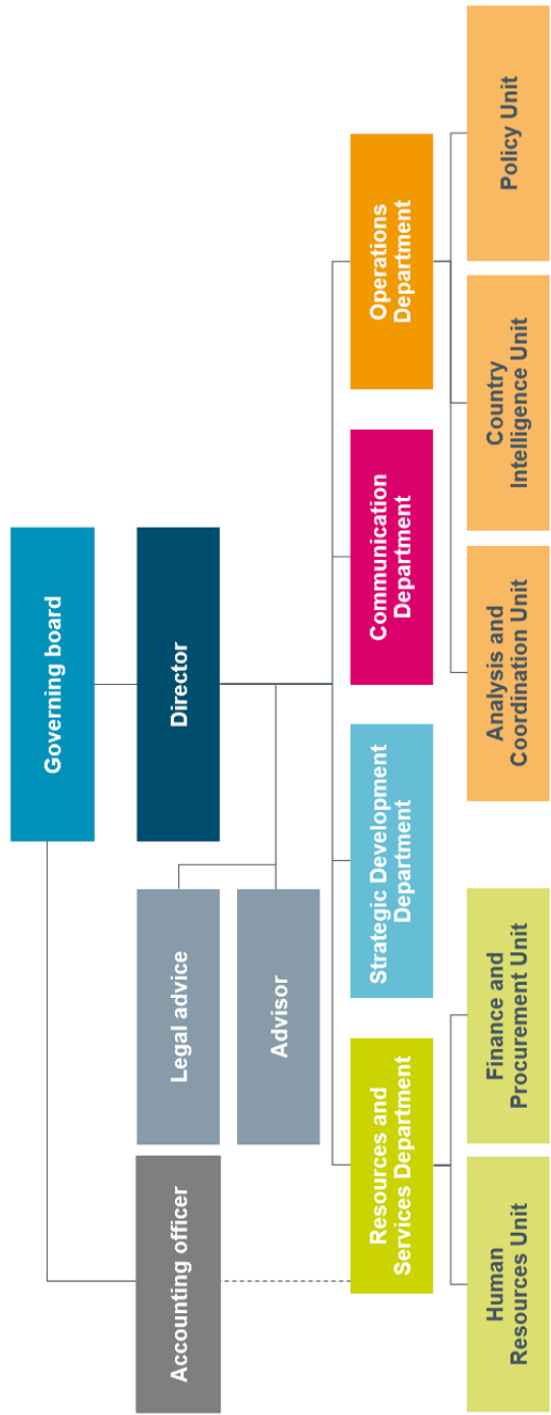 Governing board
Director
Accounting officer
Legal advice
Advisor
Resources and
Services Department
Strategic Development
Department
Communication
Department
Operations
Department
Human
Resources Unit
Finance and
Procurement Unit
Analysis and
Coordination Unit
Country
Intelligence Unit
Policy Unit